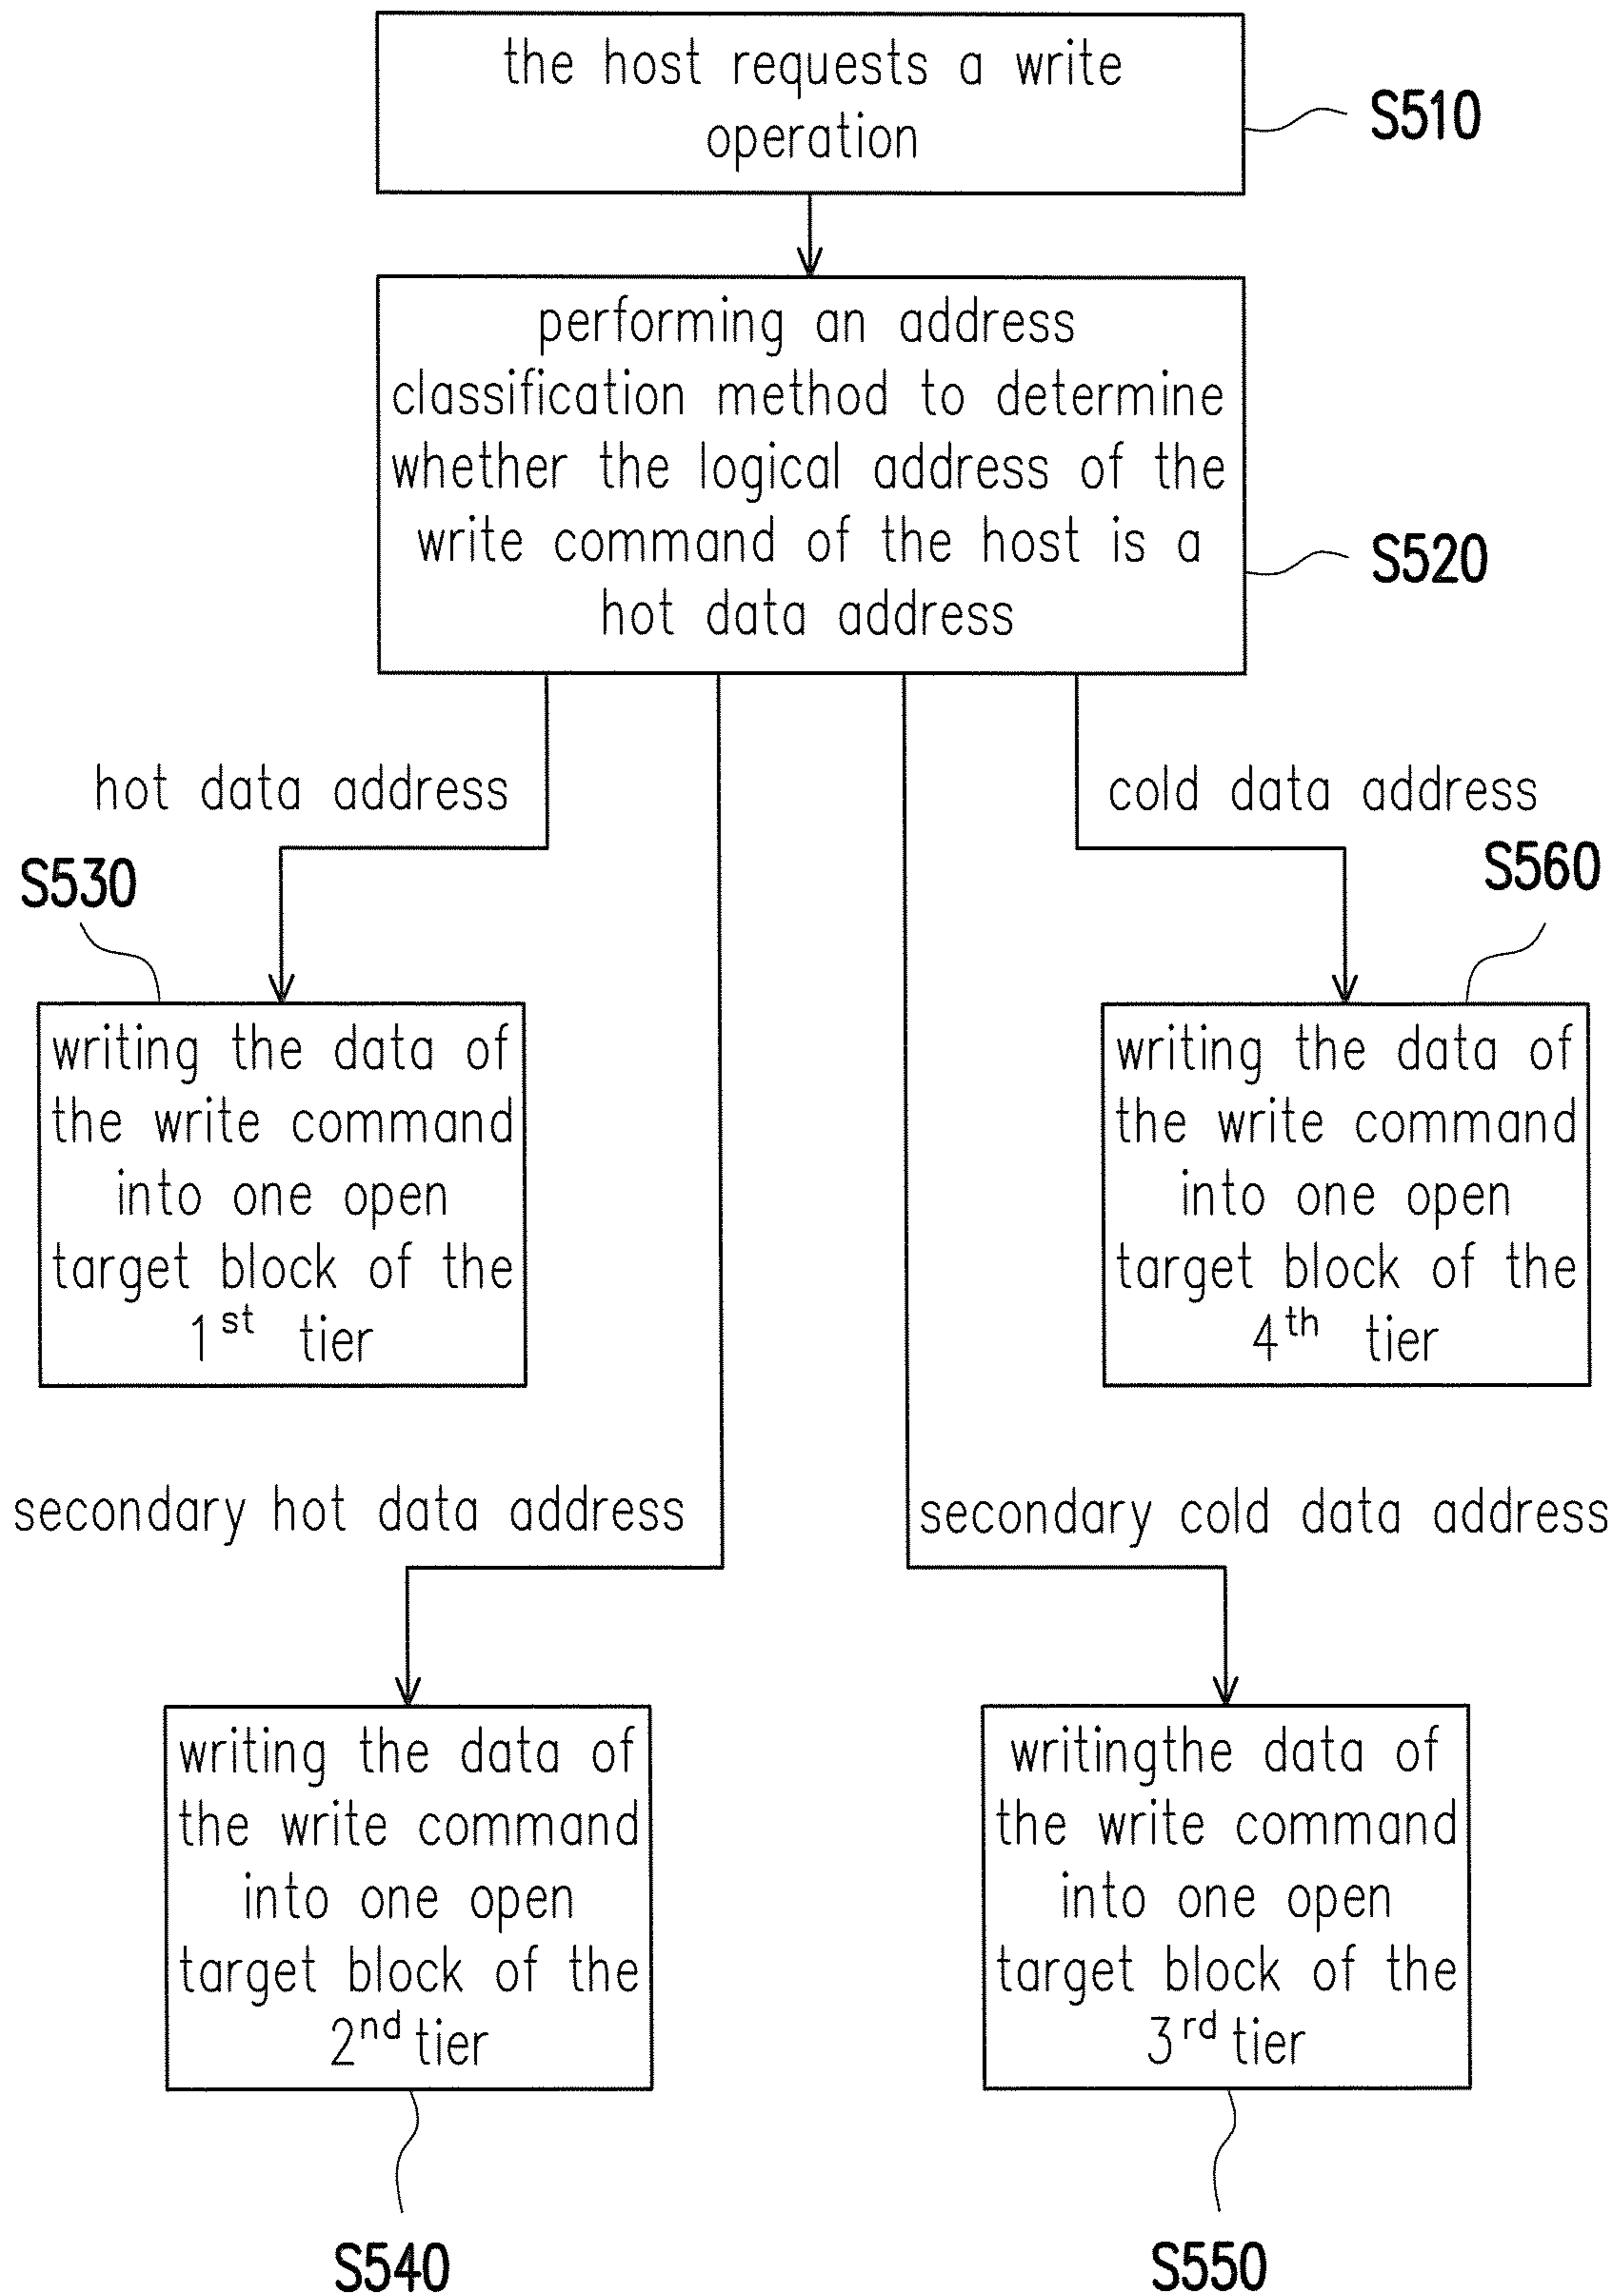 the host requests a write
operation
S510
performing an address
classification method to determine
whether the logical address of the
write command of the host is a
hot data address
S520
hot data address
cold data address
S530
S560
writing the data of
the write command
into one open
target block of the
1st tier
writing the data of
the write command
into one open
target block of the
4th tier
secondary hot data address
secondary cold data address
writing the data of
the write command
into one open
target block of the
2nd tier
writingthe data of
the write command
into one open
target block of the
3rd tier
S540
S550